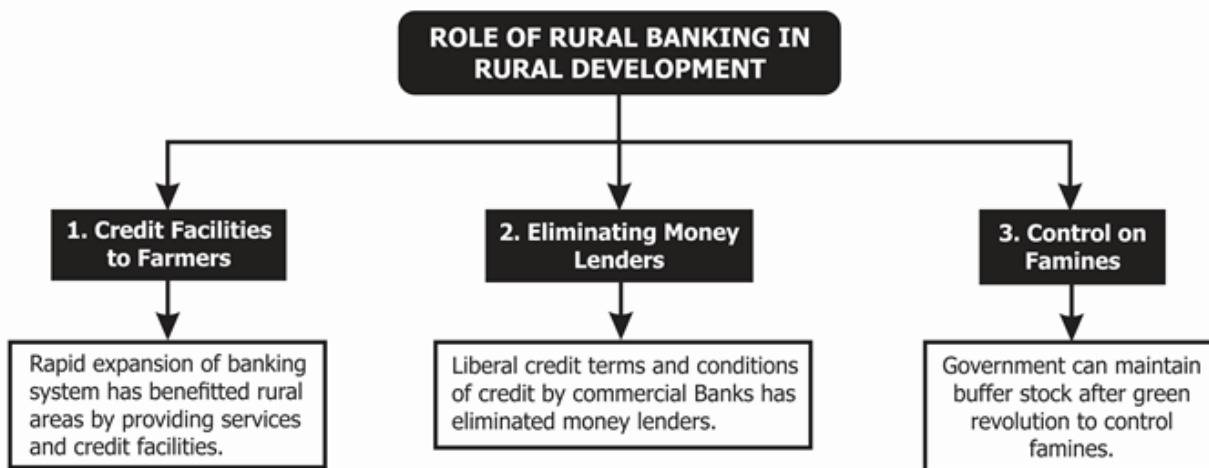 ROLE OF RURAL BANKING IN
RURAL DEVELOPMENT
1. Credit Facilities
to Farmers
Rapid expansion of banking
system has benefitted rural
areas by providing services
and credit facilities.
2. Eliminating Money
Lenders
Liberal credit terms and conditions
of credit by commercial Banks has
eliminated money lenders.
3. Control on
Famines
Government can maintain
buffer stock after green
revolution to control
famines.